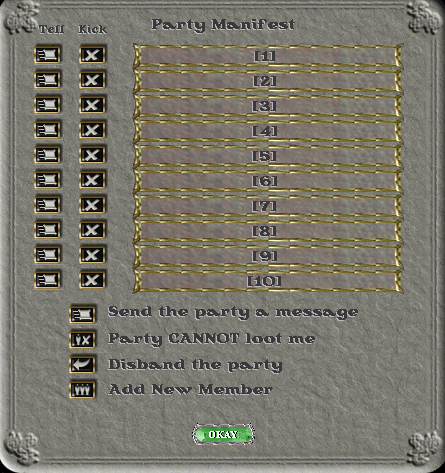 Tell Kick Party Manifest
[1]
[2]
[3]
[4]
[5]
[6]
[7]
[8]
[9]
[10]
Send the party a message
Party CANNOT loot me
Disband the party
Add New Member
OKAY